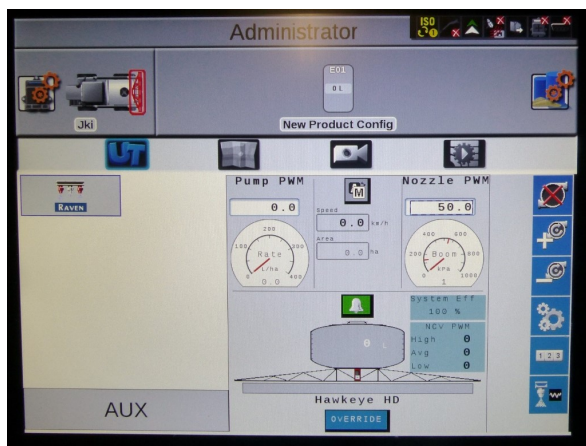 Administrator
ISO
E01
0 L
Jki
New Product Config
UT
RAVEN
Pump PWM
M
Nozzle PWM
0.0
Speed
0.0 km/h
50.0
Area
0.0 ha
200
100
300
Rate
L/ha
0
400
0.0
400
600
200
800
Boom
kPa
0
1000
1
C
C
System Eff
100 %
NCV PWM
High 0
Avg 0
Low 0
0 L
1 2 3
Hawkeye HD
OVERRIDE
AUX